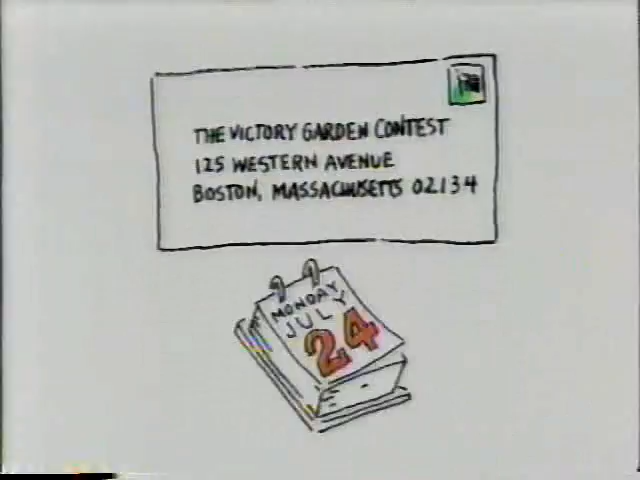 THE VICTORY GARDEN CONTEST
125 WESTERN AVENUE
BOSTON, MASSACHUSETTS 02134
MONDAY
JULY
24